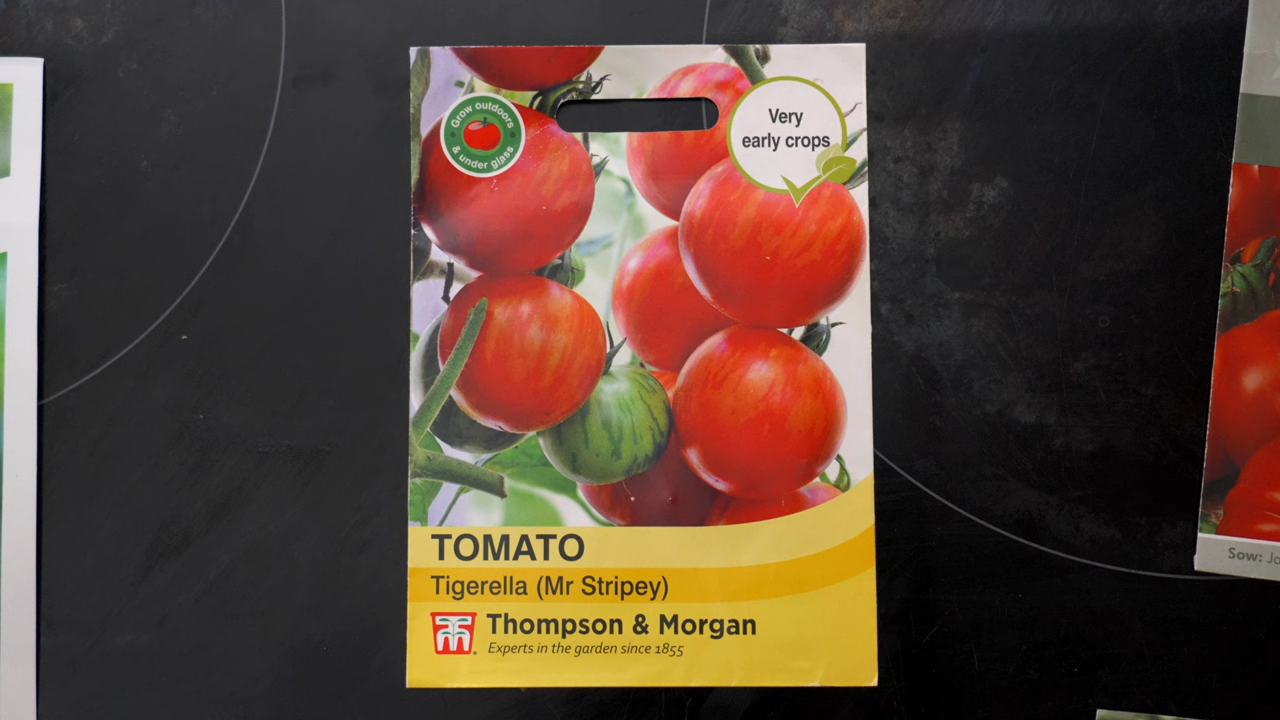 Grow outdoors
& under glass
Very
early crops
TOMATO
Tigerella (Mr Stripey)
Thompson & Morgan
Experts in the garden since 1855
Sow: